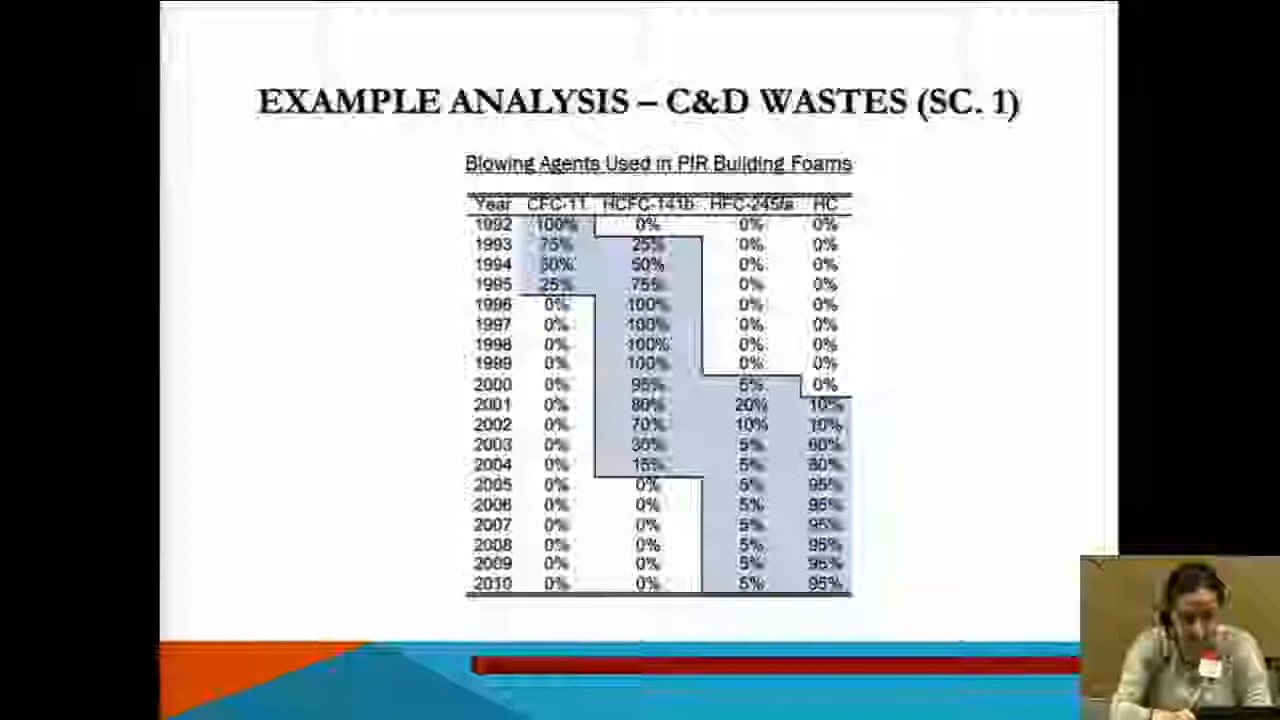 EXAMPLE ANALYSIS – C&D WASTES (SC. 1)
Blowing Agents Used in PIR Building Foams
Year CFC-11 HCFC-141b HFC-245fa HC
1992 100% 0% 0% 0%
1993 75% 25% 0% 0%
1994 50% 50% 0% 0%
1995 25% 75% 0% 0%
1996 0% 100% 0% 0%
1997 0% 100% 0% 0%
1998 0% 100% 0% 0%
1999 0% 100% 0% 0%
2000 0% 95% 5% 0%
2001 0% 80% 20% 10%
2002 0% 70% 10% 10%
2003 0% 30% 5% 60%
2004 0% 15% 5% 80%
2005 0% 0% 5% 95%
2006 0% 0% 5% 95%
2007 0% 0% 5% 95%
2008 0% 0% 5% 95%
2009 0% 0% 5% 95%
2010 0% 0% 5% 95%